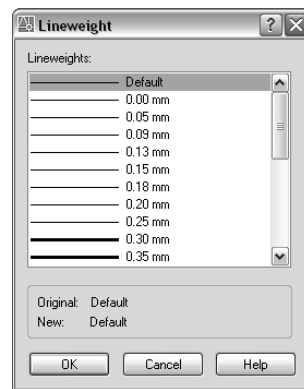 Lineweight
Lineweights:
Default
0.00 mm
0.05 mm
0.09 mm
0.13 mm
0.15 mm
0.18 mm
0.20 mm
0.25 mm
0.30 mm
0.35 mm
Original: Default
New: Default
OK Cancel Help